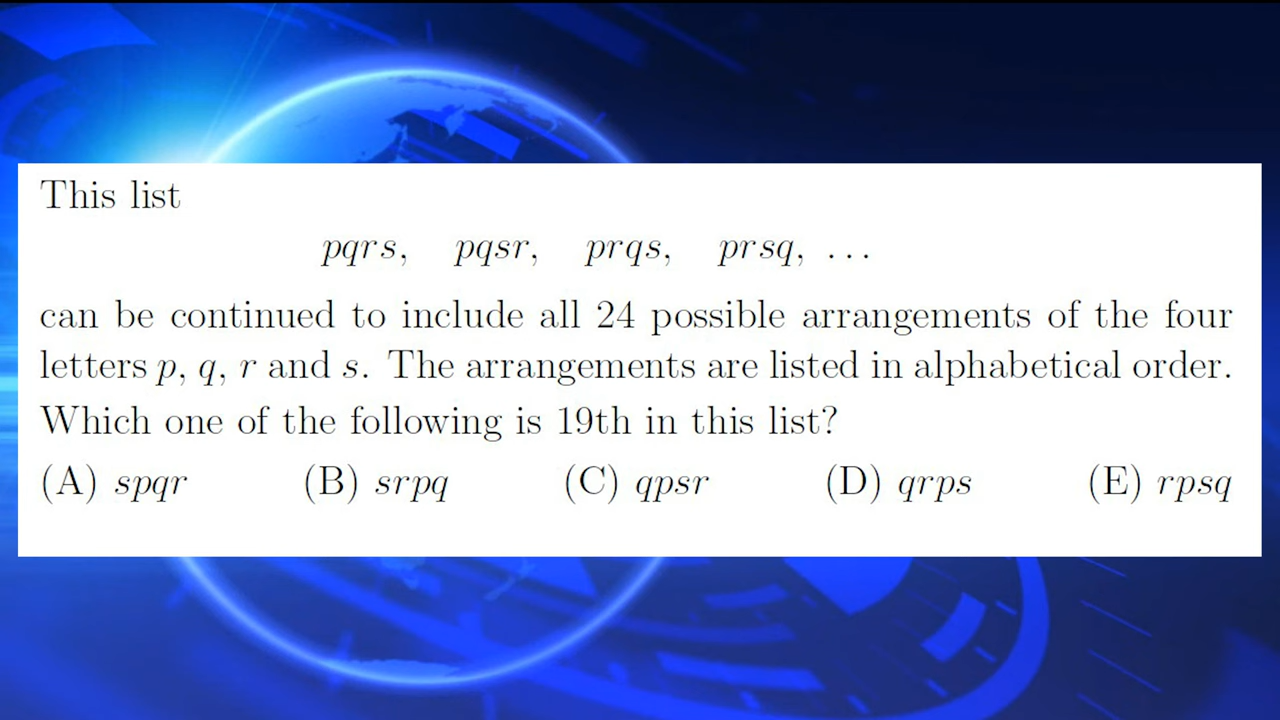 This list
pqrs, pqsr, prqs, prsq, ...
can be continued to include all 24 possible arrangements of the four
letters p, q, r and s. The arrangements are listed in alphabetical order.
Which one of the following is 19th in this list?
(A) spqr (B) srpq (C) qpsr (D) qrps (E) rpsq